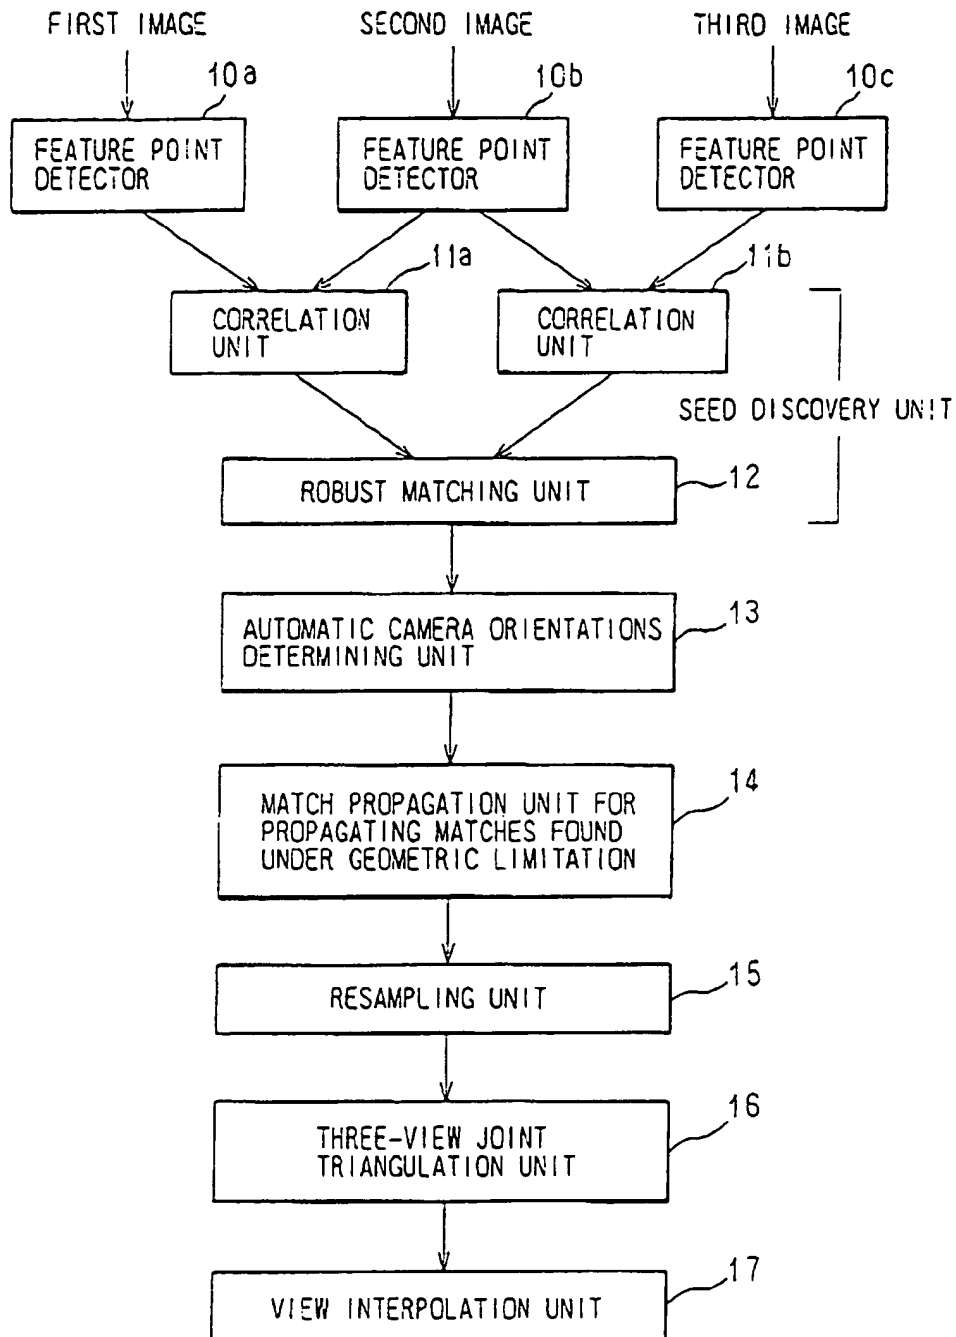 FIRST IMAGE
SECOND IMAGE
THIRD IMAGE
10a
10b
10c
FEATURE POINT
DETECTOR
FEATURE POINT
DETECTOR
FEATURE POINT
DETECTOR
11a
11b
CORRELATION
UNIT
CORRELATION
UNIT
SEED DISCOVERY UNIT
ROBUST MATCHING UNIT
12
AUTOMATIC CAMERA ORIENTATIONS
DETERMINING UNIT
13
MATCH PROPAGATION UNIT FOR
PROPAGATING MATCHES FOUND
UNDER GEOMETRIC LIMITATION
14
RESAMPLING UNIT
15
THREE-VIEW JOINT
TRIANGULATION UNIT
16
VIEW INTERPOLATION UNIT
17